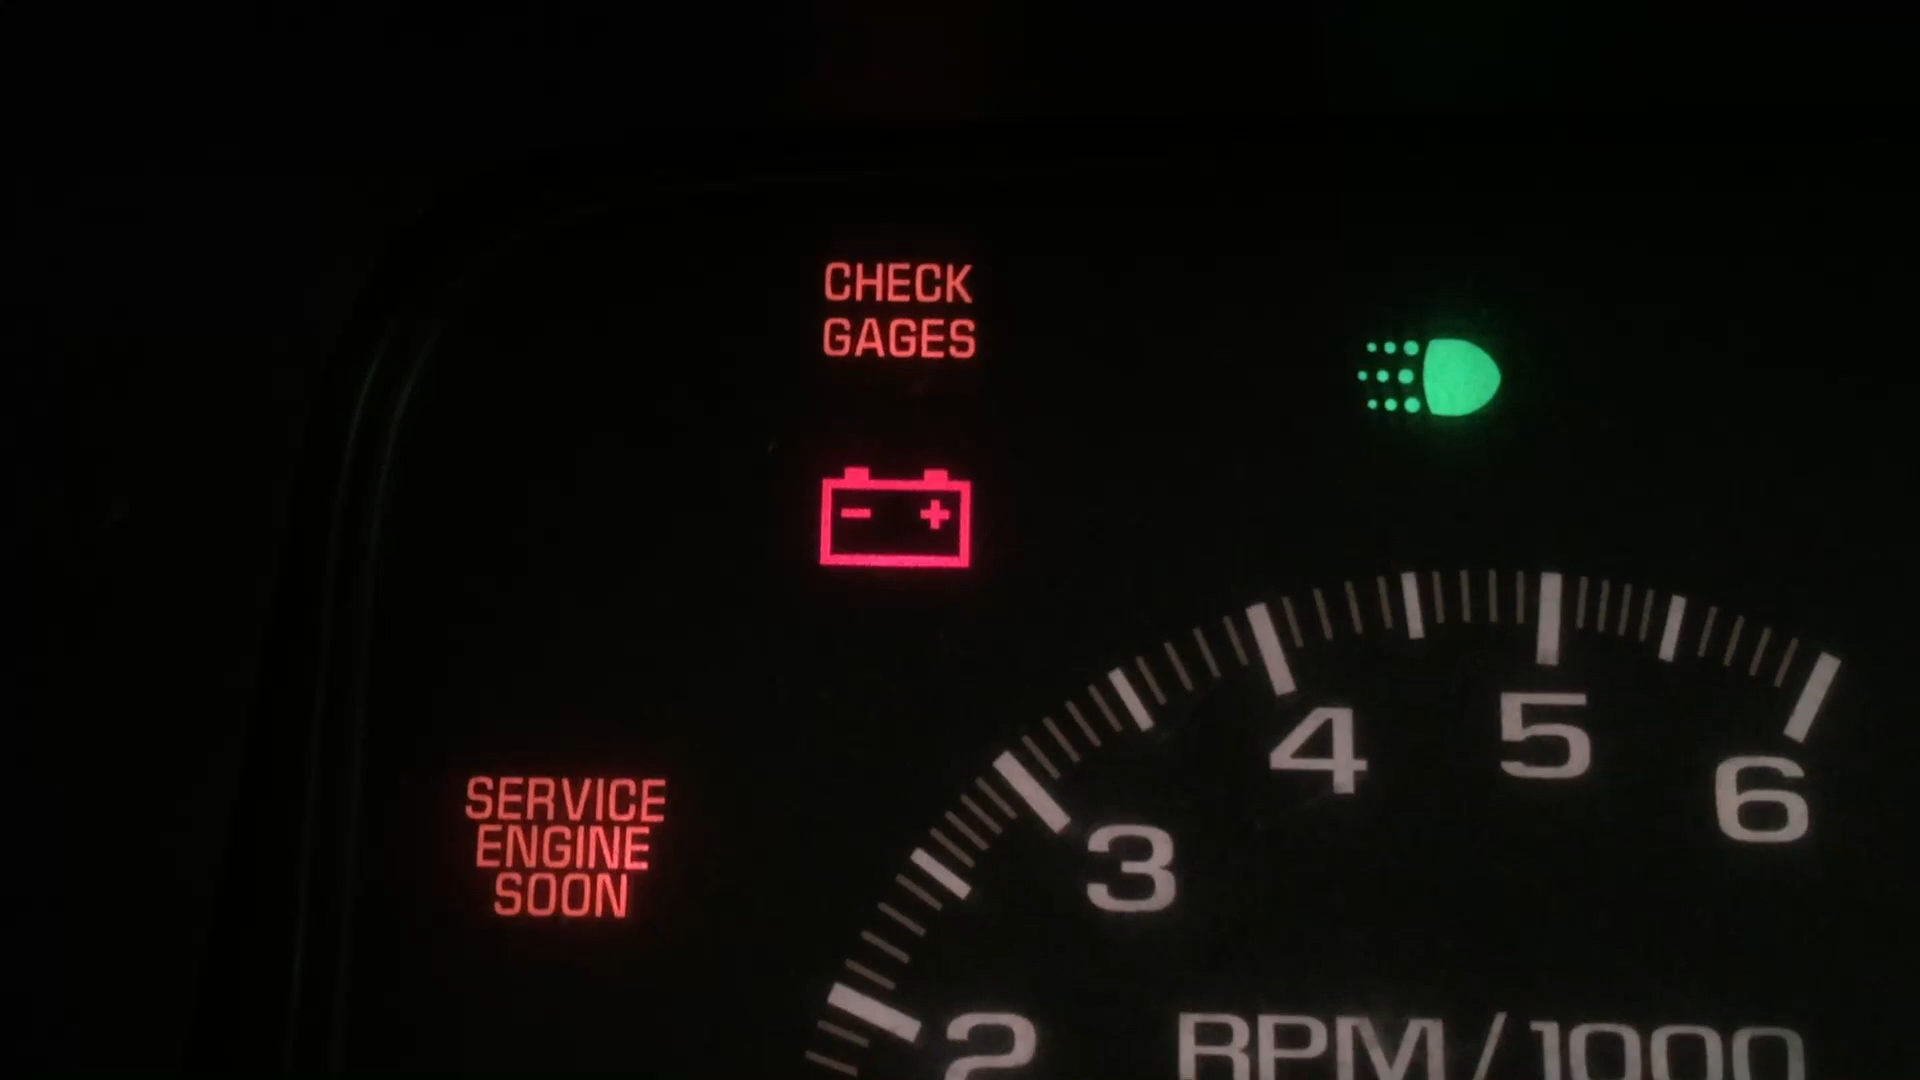 CHECK
GAGES
- +
SERVICE
ENGINE
SOON
2
3
4
5
6
RPM/1000